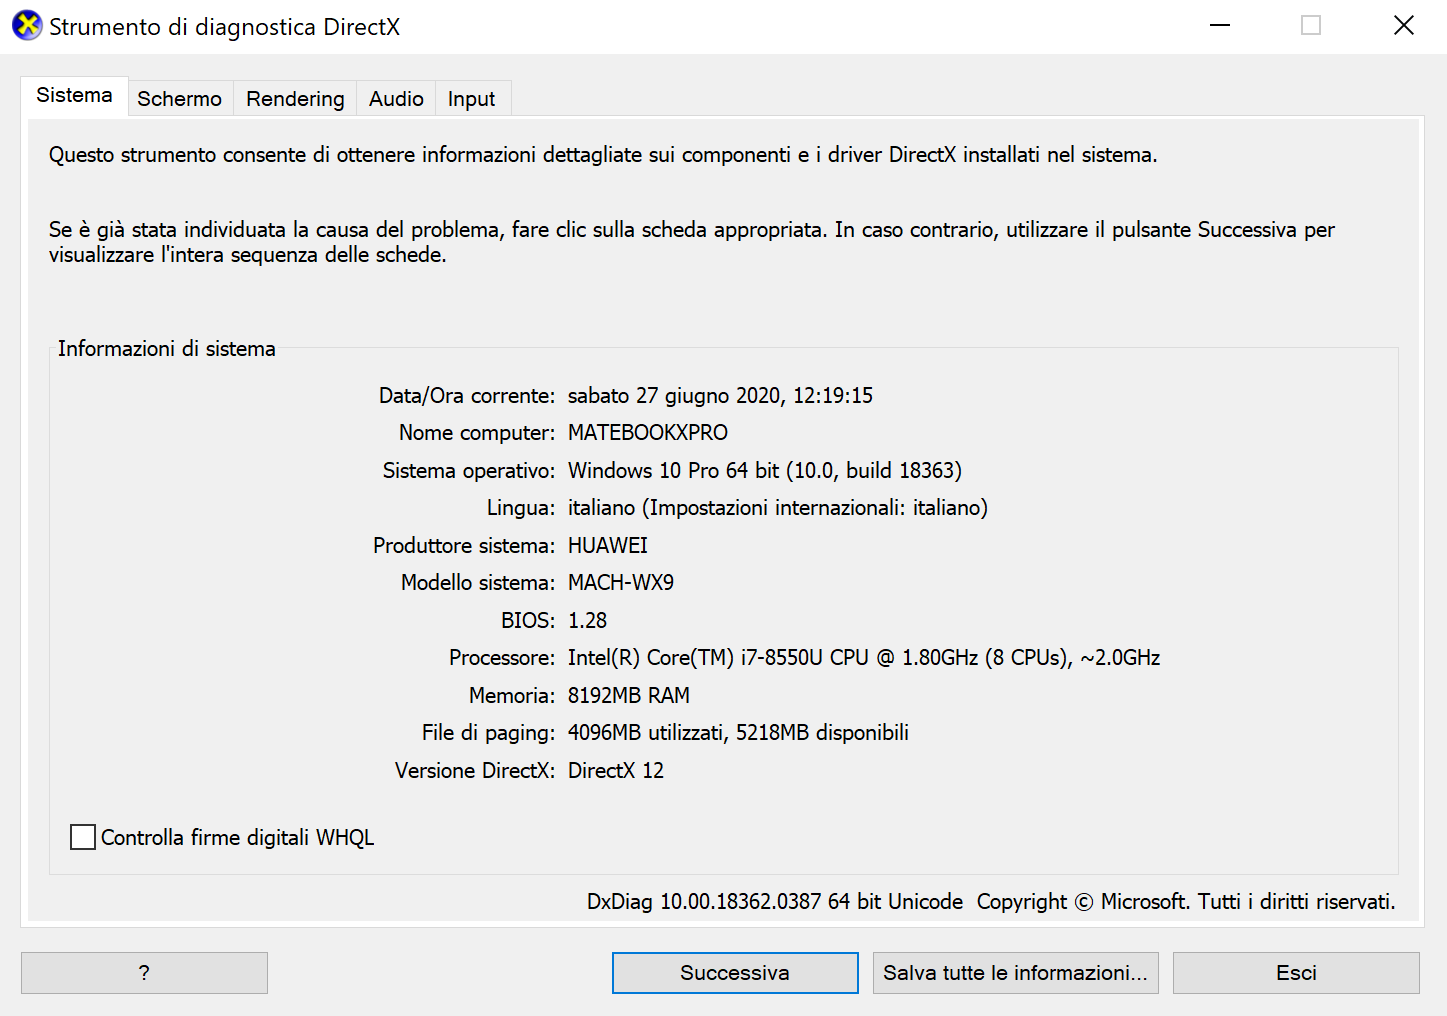 Strumento di diagnostica DirectX
Sistema
Schermo
Rendering
Audio
Input
Questo strumento consente di ottenere informazioni dettagliate sui componenti e i driver DirectX installati nel sistema.
Se è già stata individuata la causa del problema, fare clic sulla scheda appropriata. In caso contrario, utilizzare il pulsante Successiva per
visualizzare l'intera sequenza delle schede.
Informazioni di sistema
Data/Ora corrente: sabato 27 giugno 2020, 12:19:15
Nome computer: MATEBOOKXPRO
Sistema operativo: Windows 10 Pro 64 bit (10.0, build 18363)
Lingua: italiano (Impostazioni internazionali: italiano)
Produttore sistema: HUAWEI
Modello sistema: MACH-WX9
BIOS: 1.28
Processore: Intel(R) Core(TM) i7-8550U CPU @ 1.80GHz (8 CPUs), ~2.0GHz
Memoria: 8192MB RAM
File di paging: 4096MB utilizzati, 5218MB disponibili
Versione DirectX: DirectX 12
Controlla firme digitali WHQL
DxDiag 10.00.18362.0387 64 bit Unicode  Copyright © Microsoft. Tutti i diritti riservati.
?
Successiva
Salva tutte le informazioni...
Esci